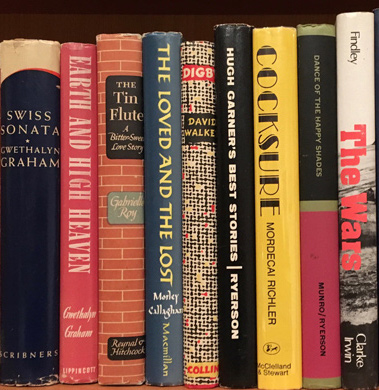 SWISS
SONATA
GWETHALYN
GRAHAM
SCRIBNERS
EARTH AND HIGH HEAVEN
Gwethalyn
Grahame
LIPPINCOTT
THE
Tin
Flute
A
Bitter-Sweet
Love Story
Gabrielle
Roy
Reynal &
Hitchcock
THE LOVED AND THE LOST
Morley
Callaghan
Macmillan
DIGBY
DAVID
WALKER
COLLINS
HUGH GARNER'S BEST STORIES | RYERSON
COCKSURE
MORDECAI RICHLER
McClelland
& Stewart
DANCE OF THE HAPPY SHADES
MUNRO/RYERSON
Findley
The Wars
Clarke
Irwin